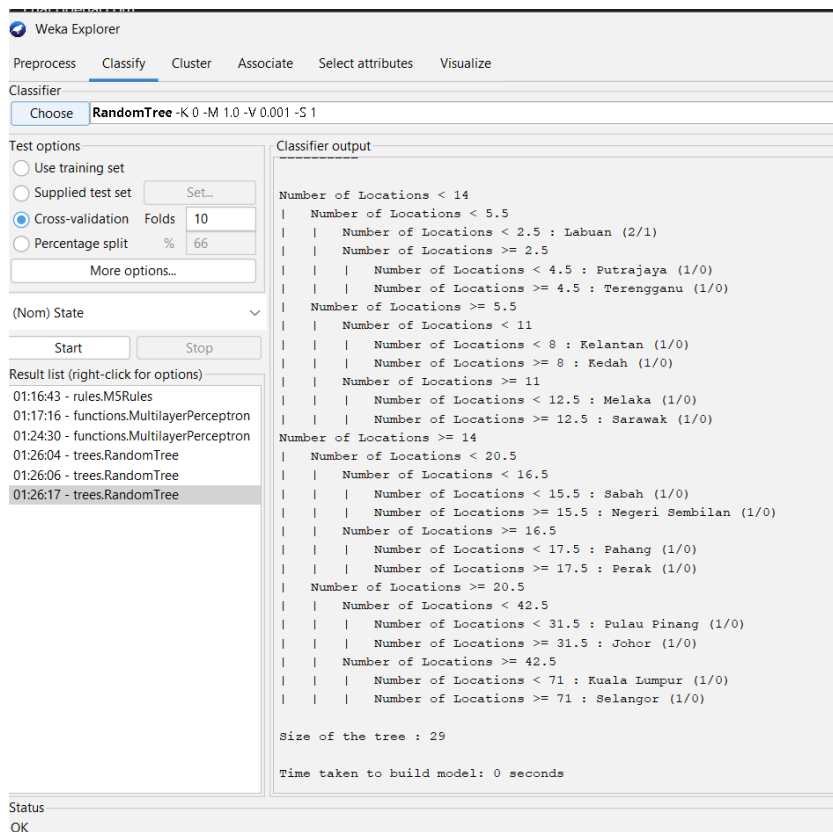 Weka Explorer
Preprocess Classify Cluster Associate Select attributes Visualize
Classifier
Choose RandomTree -K 0 -M 1.0 -V 0.001 -S 1
Test options
Use training set
Supplied test set Set...
Cross-validation Folds 10
Percentage split % 66
More options...
(Nom) State
Start Stop
Result list (right-click for options)
01:16:43 - rules.M5Rules
01:17:16 - functions.MultilayerPerceptron
01:24:30 - functions.MultilayerPerceptron
01:26:04 - trees.RandomTree
01:26:06 - trees.RandomTree
01:26:17 - trees.RandomTree
Classifier output
==========
Number of Locations < 14
| Number of Locations < 5.5
| | Number of Locations < 2.5 : Labuan (2/1)
| | Number of Locations >= 2.5
| | | Number of Locations < 4.5 : Putrajaya (1/0)
| | | Number of Locations >= 4.5 : Terengganu (1/0)
| Number of Locations >= 5.5
| | Number of Locations < 11
| | | Number of Locations < 8 : Kelantan (1/0)
| | | Number of Locations >= 8 : Kedah (1/0)
| | Number of Locations >= 11
| | | Number of Locations < 12.5 : Melaka (1/0)
| | | Number of Locations >= 12.5 : Sarawak (1/0)
Number of Locations >= 14
| Number of Locations < 20.5
| | Number of Locations < 16.5
| | | Number of Locations < 15.5 : Sabah (1/0)
| | | Number of Locations >= 15.5 : Negeri Sembilan (1/0)
| | Number of Locations >= 16.5
| | | Number of Locations < 17.5 : Pahang (1/0)
| | | Number of Locations >= 17.5 : Perak (1/0)
| Number of Locations >= 20.5
| | Number of Locations < 42.5
| | | Number of Locations < 31.5 : Pulau Pinang (1/0)
| | | Number of Locations >= 31.5 : Johor (1/0)
| | Number of Locations >= 42.5
| | | Number of Locations < 71 : Kuala Lumpur (1/0)
| | | Number of Locations >= 71 : Selangor (1/0)
Size of the tree : 29
Time taken to build model: 0 seconds
Status
OK